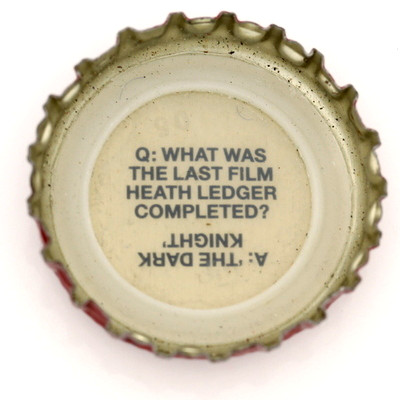 Q: WHAT WAS
THE LAST FILM
HEATH LEDGER
COMPLETED?
A: 'THE DARK
KNIGHT'